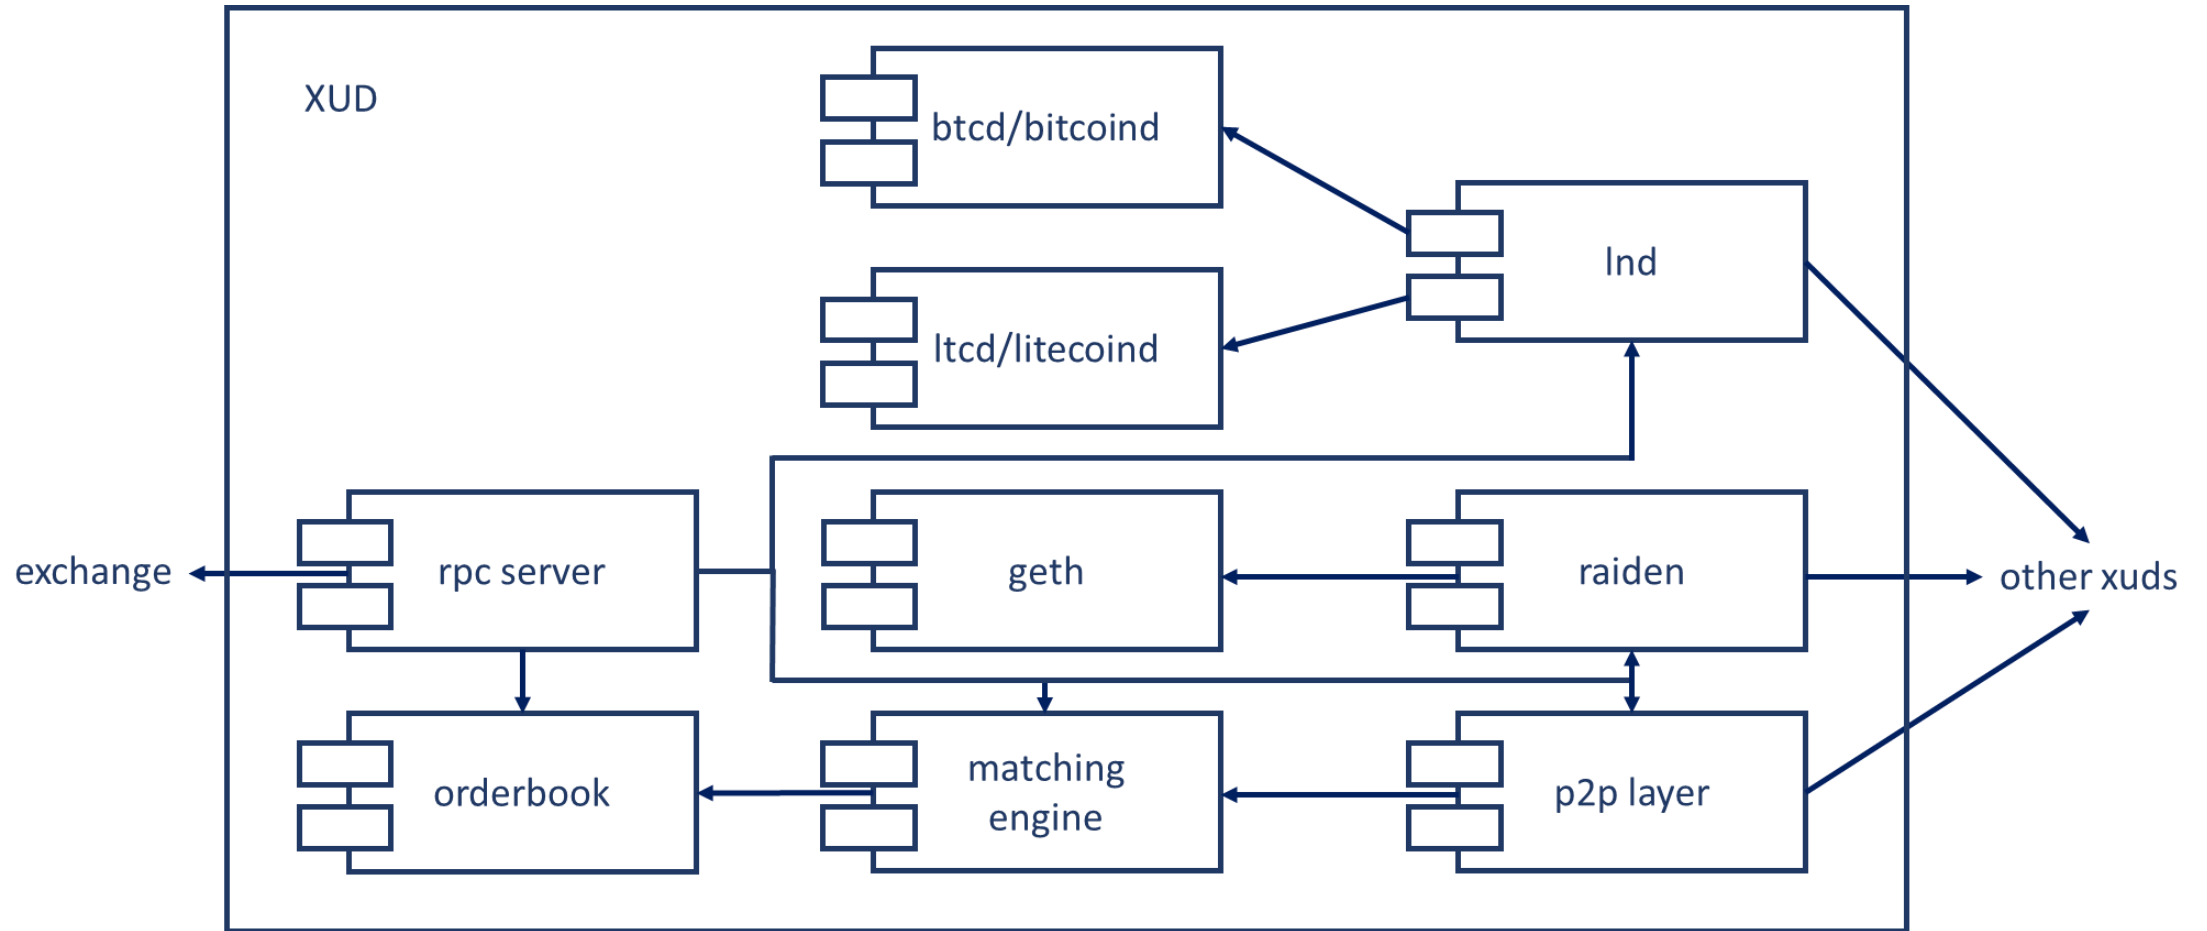 XUD
btcd/bitcoind
lnd
ltcd/litecoind
exchange
rpc server
geth
raiden
other xuds
orderbook
matching
engine
p2p layer